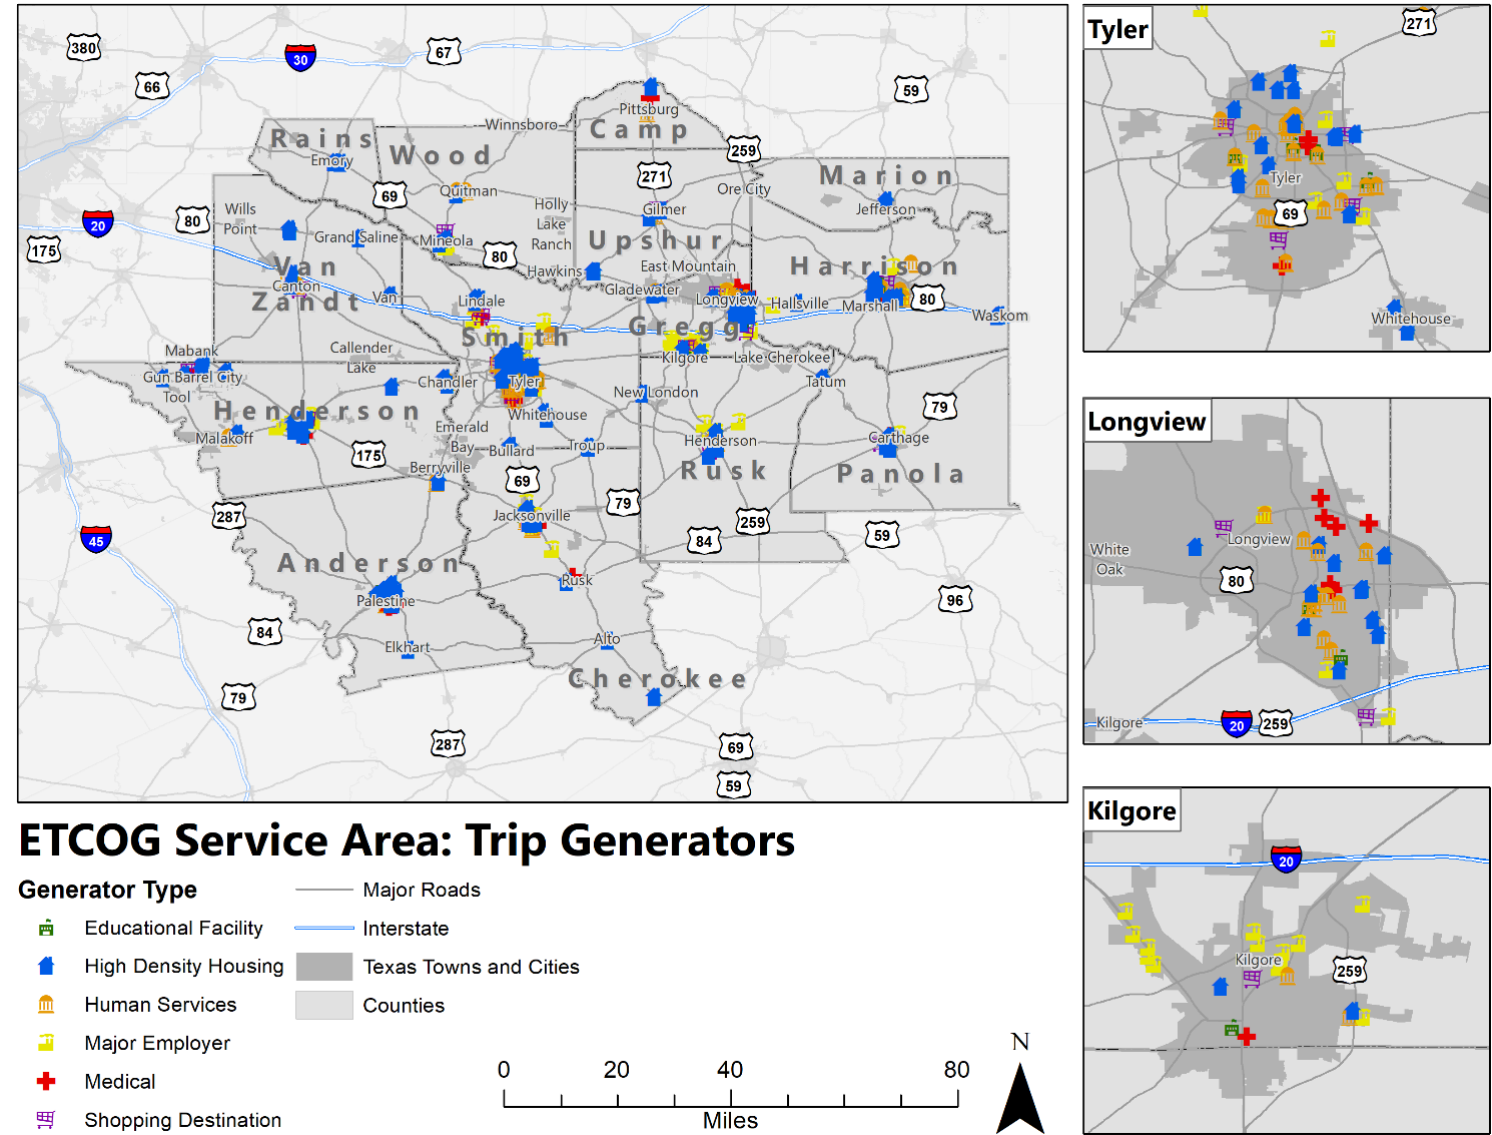 380
30
67
66
59
Pittsburg
Winnsboro
Camp
Rains
Wood
Emory
259
271
Marion
Ore City
69
Quitman
Jefferson
80
20
175
Wills
Point
Holly
Lake
Ranch
Gilmer
Grand Saline
Mineola
Upshur
80
Van
Zandt
Canton
Hawkins
East Mountain
Harrison
Gladewater
Van
Lindale
Longview
Hallsville
Marshall
80
Waskom
Gregg
Smith
Mabank
Callender
Lake
Kilgore
Lake Cherokee
Gun Barrel City
Tool
Chandler
Tyler
New London
Tatum
79
Henderson
Whitehouse
Malakoff
Emerald
Bay
Bullard
Troup
Henderson
Carthage
175
Berryville
Rusk
Panola
69
79
287
Jacksonville
259
84
59
45
Anderson
Rusk
Palestine
96
84
Elkhart
Alto
Cherokee
79
287
69
59
Tyler
271
Tyler
69
Whitehouse
Longview
White
Oak
Longview
80
Kilgore
20
259
Kilgore
20
Kilgore
259
ETCOG Service Area: Trip Generators
Generator Type
Educational Facility
High Density Housing
Human Services
Major Employer
Medical
Shopping Destination
Major Roads
Interstate
Texas Towns and Cities
Counties
N
0 20 40 80
Miles